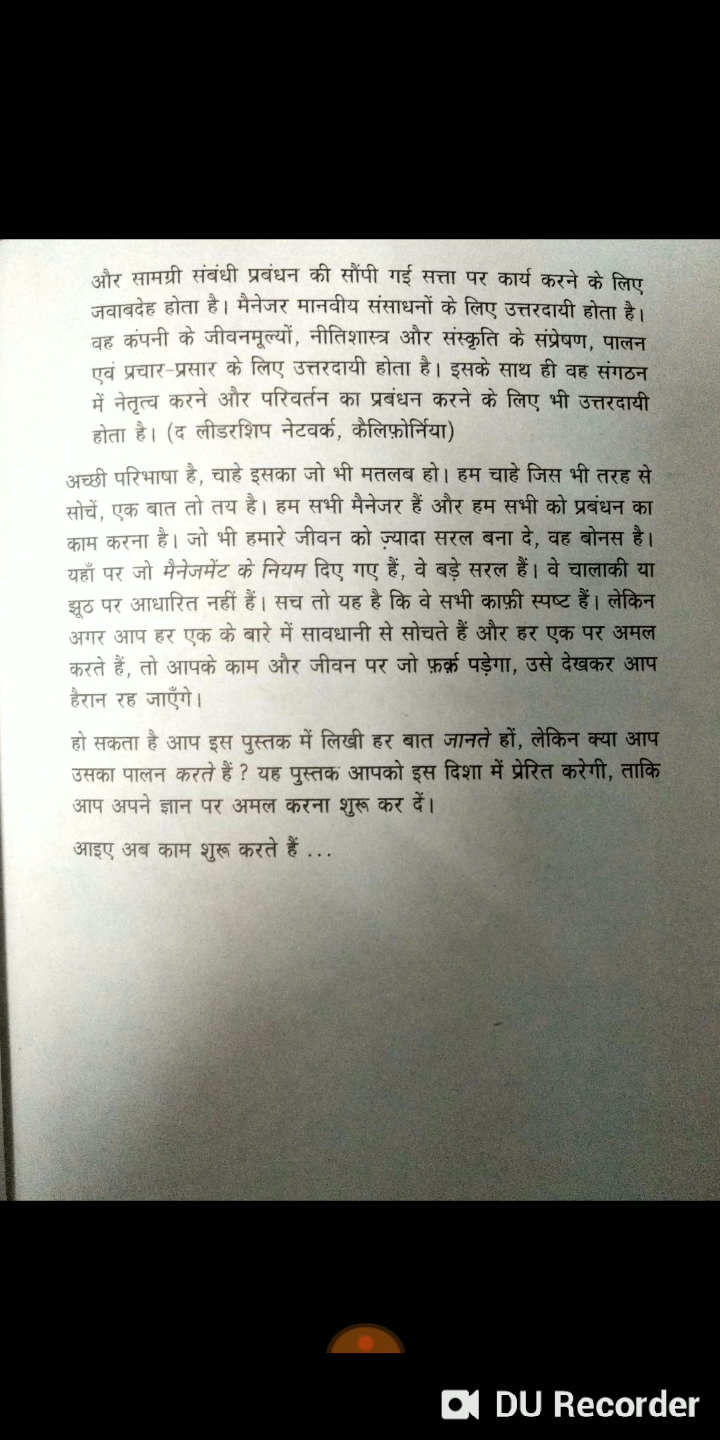 और सामग्री संबंधी प्रबंधन की सौंपी गई सत्ता पर कार्य करने के लिए
जवाबदेह होता है। मैनेजर मानवीय संसाधनों के लिए उत्तरदायी होता है।
वह कंपनी के जीवनमूल्यों, नीतिशास्त्र और संस्कृति के संप्रेषण, पालन
एवं प्रचार-प्रसार के लिए उत्तरदायी होता है। इसके साथ ही वह संगठन
में नेतृत्व करने और परिवर्तन का प्रबंधन करने के लिए भी उत्तरदायी
होता है। (द लीडरशिप नेटवर्क, कैलिफ़ोर्निया)
अच्छी परिभाषा है, चाहे इसका जो भी मतलब हो। हम चाहे जिस भी तरह से
सोचें, एक बात तो तय है। हम सभी मैनेजर हैं और हम सभी को प्रबंधन का
काम करना है। जो भी हमारे जीवन को ज़्यादा सरल बना दे, वह बोनस है।
यहाँ पर जो मैनेजमेंट के नियम दिए गए हैं, वे बड़े सरल हैं। वे चालाकी या
झूठ पर आधारित नहीं हैं। सच तो यह है कि वे सभी काफ़ी स्पष्ट हैं। लेकिन
अगर आप हर एक के बारे में सावधानी से सोचते हैं और हर एक पर अमल
करते हैं, तो आपके काम और जीवन पर जो फ़र्क़ पड़ेगा, उसे देखकर आप
हैरान रह जाएँगे।
हो सकता है आप इस पुस्तक में लिखी हर बात जानते हों, लेकिन क्या आप
उसका पालन करते हैं ? यह पुस्तक आपको इस दिशा में प्रेरित करेगी, ताकि
आप अपने ज्ञान पर अमल करना शुरू कर दें।
आइए अब काम शुरू करते हैं ...
DU Recorder